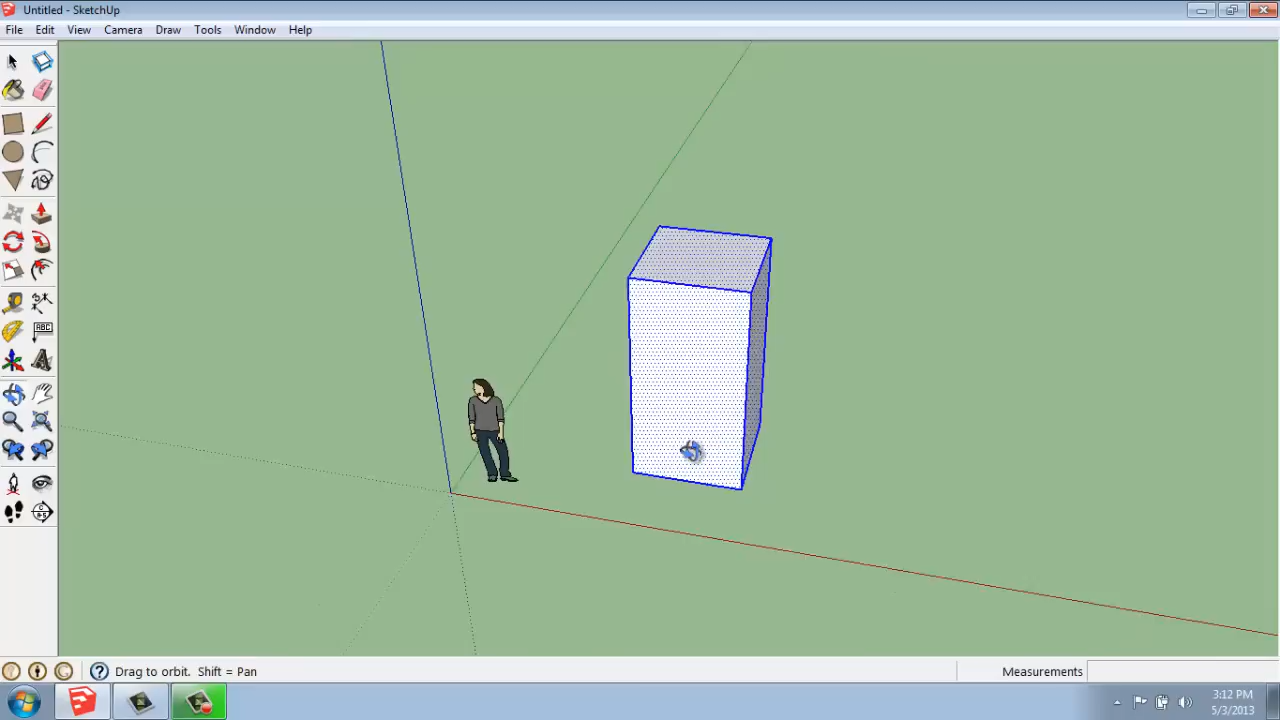 Untitled - SketchUp
File Edit View Camera Draw Tools Window Help
ABC
A
Drag to orbit. Shift = Pan
Measurements
3:12 PM
5/3/2013